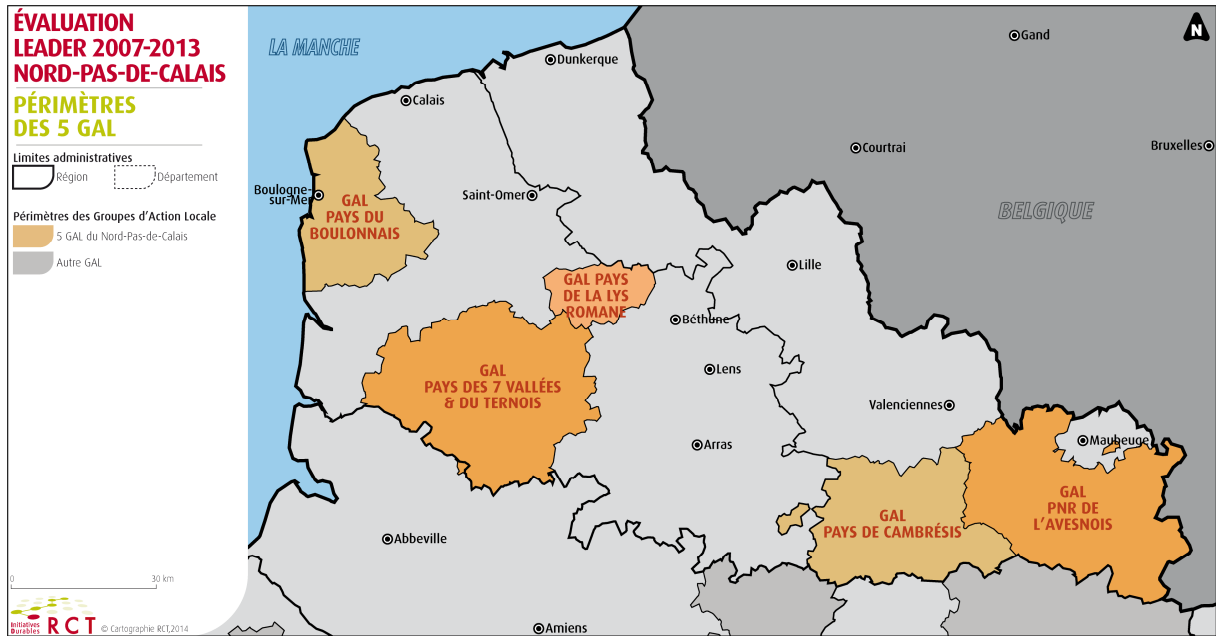 ÉVALUATION
LEADER 2007-2013
NORD-PAS-DE-CALAIS
PÉRIMÈTRES
DES 5 GAL
Limites administratives
Région
Département
Périmètres des Groupes d'Action Locale
5 GAL du Nord-Pas-de-Calais
Autre GAL
0
30 km
Initiatives
Durables
RCT
© Cartographie RCT,2014
LA MANCHE
N
Gand
Dunkerque
Calais
Courtrai
Bruxelles
Boulogne-
sur-Mer
Saint-Omer
GAL
PAYS DU
BOULONNAIS
BELGIQUE
Lille
GAL PAYS
DE LA LYS
ROMANE
Béthune
GAL
PAYS DES 7 VALLÉES
& DU TERNOIS
Lens
Valenciennes
Arras
Maubeuge
GAL
PNR DE
L'AVESNOIS
GAL
PAYS DE CAMBRÉSIS
Abbeville
Amiens